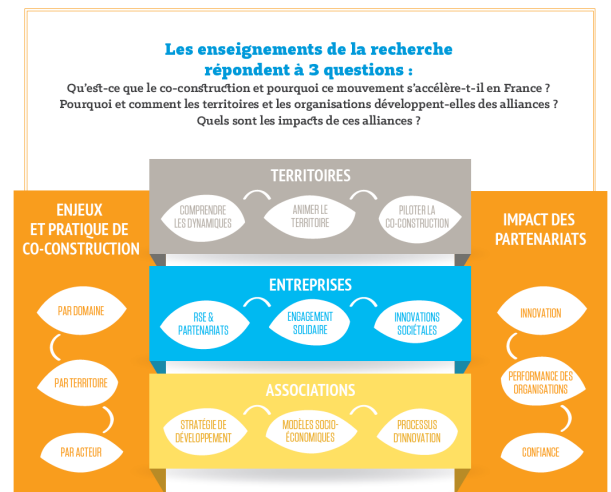 Les enseignements de la recherche
répondent à 3 questions :
Qu'est-ce que le co-construction et pourquoi ce mouvement s'accélère-t-il en France ?
Pourquoi et comment les territoires et les organisations développent-elles des alliances ?
Quels sont les impacts de ces alliances ?
ENJEUX
ET PRATIQUE DE
CO-CONSTRUCTION
PAR DOMAINE
PAR TERRITOIRE
PAR ACTEUR
TERRITOIRES
COMPRENDRE
LES DYNAMIQUES
ANIMER LE
TERRITOIRE
PILOTER LA
CO-CONSTRUCTION
ENTREPRISES
RSE &
PARTENARIATS
ENGAGEMENT
SOLIDAIRE
INNOVATIONS
SOCIÉTALES
ASSOCIATIONS
STRATÉGIE DE
DÉVELOPPEMENT
MODÈLES SOCIO-
ÉCONOMIQUES
PROCESSUS
D'INNOVATION
IMPACT DES
PARTENARIATS
INNOVATION
PERFORMANCE DES
ORGANISATIONS
CONFIANCE